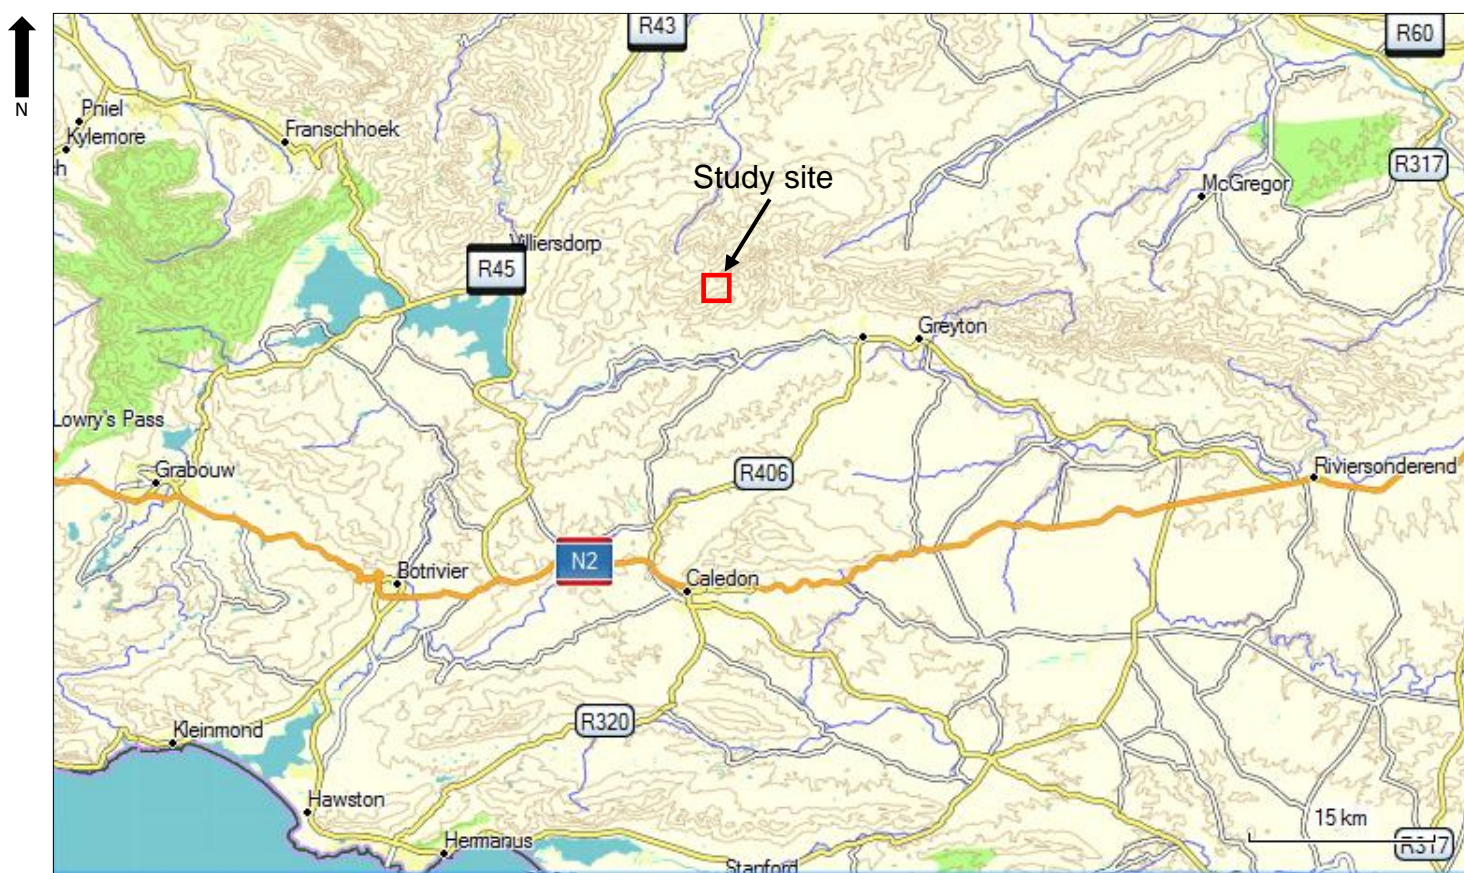 R43
R60
N
Pniel
Franschhoek
Kylemore
ch
R317
Study site
McGregor
Villiersdorp
R45
Greyton
Lowry's Pass
Grabouw
R406
Riviersonderend
N2
Botrivier
Caledon
R320
Kleinmond
Hawston
15 km
Hermanus
R317
Stanford